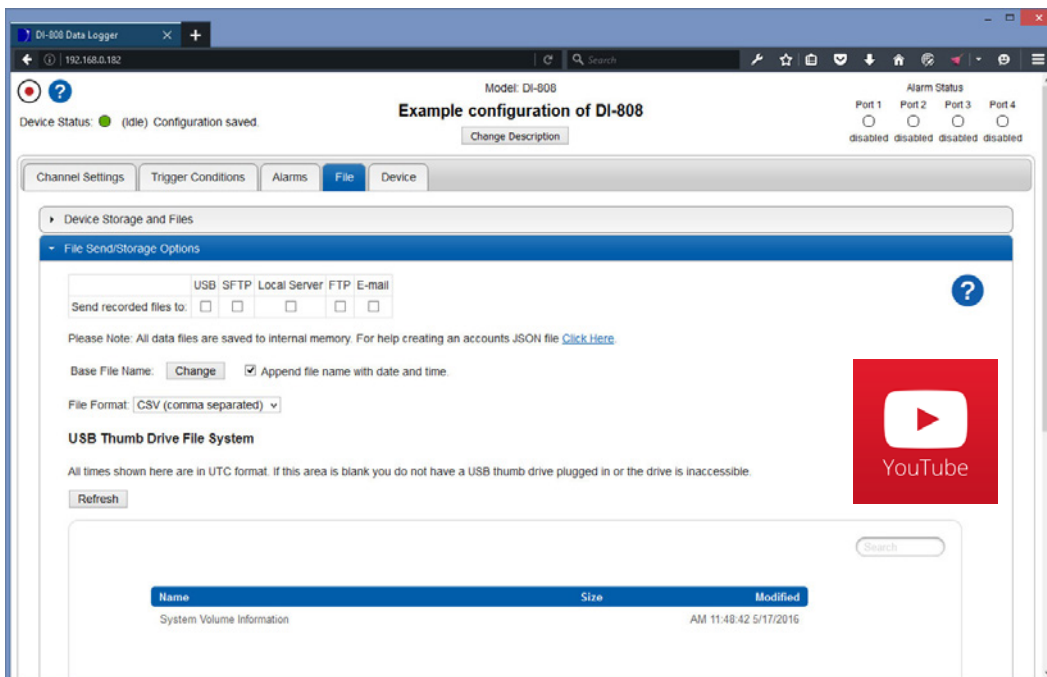 DI-808 Data Logger
192.168.0.182
Search
Model: DI-808
Example configuration of DI-808
Change Description
Device Status: (Idle) Configuration saved.
Alarm Status
Port 1 Port 2 Port 3 Port 4
disabled disabled disabled disabled
Channel Settings Trigger Conditions Alarms File Device
Device Storage and Files
File Send/Storage Options
USB SFTP Local Server FTP E-mail
Send recorded files to:
?
Please Note: All data files are saved to internal memory. For help creating an accounts JSON file Click Here.
Base File Name: Change Append file name with date and time.
File Format: CSV (comma separated)
USB Thumb Drive File System
All times shown here are in UTC format. If this area is blank you do not have a USB thumb drive plugged in or the drive is inaccessible.
YouTube
Refresh
Search
Name Size Modified
System Volume Information AM 11:48:42 5/17/2016